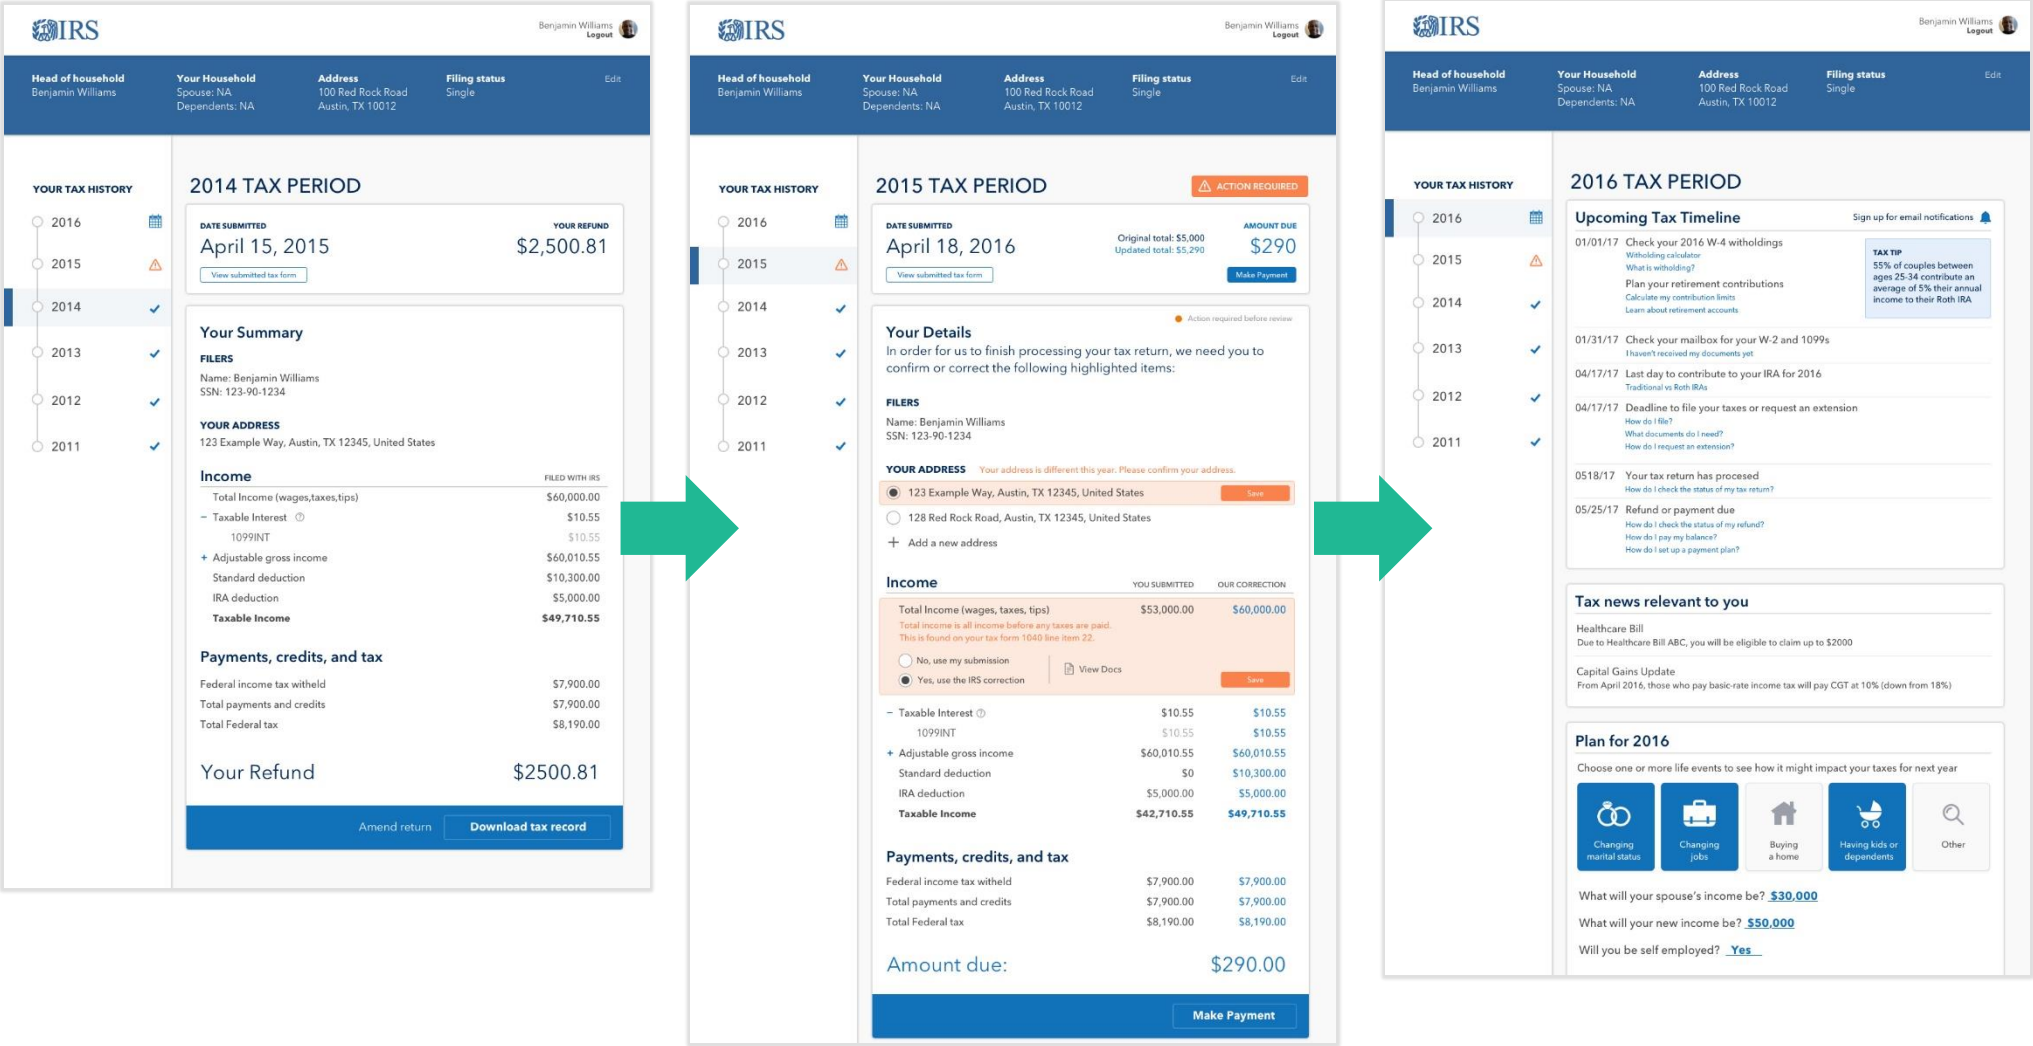 IRS
Benjamin Williams
Logout
Head of household
Benjamin Williams
Your Household
Spouse: NA
Dependents: NA
Address
100 Red Rock Road
Austin, TX 10012
Filing status
Single
Edit
YOUR TAX HISTORY
2016
2015
2014
2013
2012
2011
2014 TAX PERIOD
DATE SUBMITTED
April 15, 2015
View submitted tax form
YOUR REFUND
$2,500.81
Your Summary
FILERS
Name: Benjamin Williams
SSN: 123-90-1234
YOUR ADDRESS
123 Example Way, Austin, TX 12345, United States
Income FILED WITH IRS
Total Income (wages,taxes,tips) $60,000.00
− Taxable Interest ? $10.55
1099INT $10.55
+ Adjustable gross income $60,010.55
Standard deduction $10,300.00
IRA deduction $5,000.00
Taxable Income $49,710.55
Payments, credits, and tax
Federal income tax witheld $7,900.00
Total payments and credits $7,900.00
Total Federal tax $8,190.00
Your Refund $2500.81
Amend return Download tax record
IRS
Benjamin Williams
Logout
Head of household
Benjamin Williams
Your Household
Spouse: NA
Dependents: NA
Address
100 Red Rock Road
Austin, TX 10012
Filing status
Single
Edit
YOUR TAX HISTORY
2016
2015
2014
2013
2012
2011
2015 TAX PERIOD
ACTION REQUIRED
DATE SUBMITTED
April 18, 2016
View submitted tax form
Original total: $5,000
Updated total: $5,290
AMOUNT DUE
$290
Make Payment
Action required before review
Your Details
In order for us to finish processing your tax return, we need you to
confirm or correct the following highlighted items:
FILERS
Name: Benjamin Williams
SSN: 123-90-1234
YOUR ADDRESS Your address is different this year. Please confirm your address.
123 Example Way, Austin, TX 12345, United States Save
128 Red Rock Road, Austin, TX 12345, United States
+ Add a new address
Income YOU SUBMITTED OUR CORRECTION
Total Income (wages, taxes, tips) $53,000.00 $60,000.00
Total income is all income before any taxes are paid.
This is found on your tax form 1040 line item 22.
No, use my submission
Yes, use the IRS correction
View Docs
Save
− Taxable Interest ? $10.55 $10.55
1099INT $10.55 $10.55
+ Adjustable gross income $60,010.55 $60,010.55
Standard deduction $0 $10,300.00
IRA deduction $5,000.00 $5,000.00
Taxable Income $42,710.55 $49,710.55
Payments, credits, and tax
Federal income tax witheld $7,900.00 $7,900.00
Total payments and credits $7,900.00 $7,900.00
Total Federal tax $8,190.00 $8,190.00
Amount due: $290.00
Make Payment
IRS
Benjamin Williams
Logout
Head of household
Benjamin Williams
Your Household
Spouse: NA
Dependents: NA
Address
100 Red Rock Road
Austin, TX 10012
Filing status
Single
Edit
YOUR TAX HISTORY
2016
2015
2014
2013
2012
2011
2016 TAX PERIOD
Upcoming Tax Timeline
Sign up for email notifications
01/01/17 Check your 2016 W-4 witholdings
Witholding calculator
What is witholding?
Plan your retirement contributions
Calculate my contribution limits
Learn about retirement accounts
TAX TIP
55% of couples between
ages 25-34 contribute an
average of 5% their annual
income to their Roth IRA
01/31/17 Check your mailbox for your W-2 and 1099s
I haven't received my documents yet
04/17/17 Last day to contribute to your IRA for 2016
Traditional vs Roth IRAs
04/17/17 Deadline to file your taxes or request an extension
How do I file?
What documents do I need?
How do I request an extension?
0518/17 Your tax return has procesed
How do I check the status of my tax return?
05/25/17 Refund or payment due
How do I check the status of my refund?
How do I pay my balance?
How do I set up a payment plan?
Tax news relevant to you
Healthcare Bill
Due to Healthcare Bill ABC, you will be eligible to claim up to $2000
Capital Gains Update
From April 2016, those who pay basic-rate income tax will pay CGT at 10% (down from 18%)
Plan for 2016
Choose one or more life events to see how it might impact your taxes for next year
Changing
marital status
Changing
jobs
Buying
a home
Having kids or
dependents
Other
What will your spouse's income be? $30,000
What will your new income be? $50,000
Will you be self employed? Yes